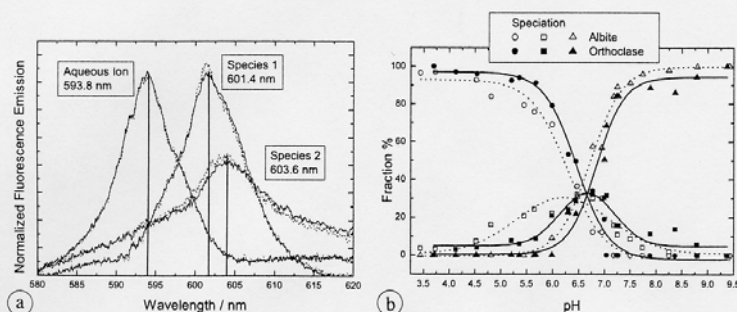 Normalized Fluorescence Emission
Aqueous Ion
593.8 nm
Species 1
601.4 nm
Species 2
603.6 nm
580 585 590 595 600 605 610 615 620
Wavelength / nm
a
Speciation
Albite
Orthoclase
Fraction %
100
80
60
40
20
0
3.5 4.0 4.5 5.0 5.5 6.0 6.5 7.0 7.5 8.0 8.5 9.0 9.5
pH
b